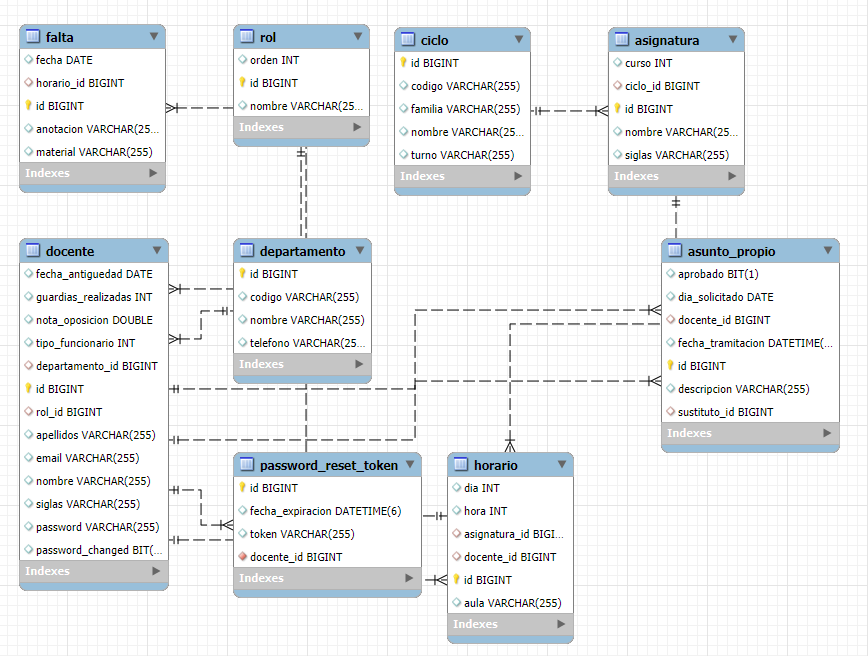 falta
fecha DATE
horario_id BIGINT
id BIGINT
anotacion VARCHAR(25...
material VARCHAR(255)
Indexes
rol
orden INT
id BIGINT
nombre VARCHAR(25...
Indexes
ciclo
id BIGINT
codigo VARCHAR(255)
familia VARCHAR(255)
nombre VARCHAR(25...
turno VARCHAR(255)
Indexes
asignatura
curso INT
ciclo_id BIGINT
id BIGINT
nombre VARCHAR(25...
siglas VARCHAR(255)
Indexes
docente
fecha_antiguedad DATE
guardias_realizadas INT
nota_oposicion DOUBLE
tipo_funcionario INT
departamento_id BIGINT
id BIGINT
rol_id BIGINT
apellidos VARCHAR(255)
email VARCHAR(255)
nombre VARCHAR(255)
siglas VARCHAR(255)
password VARCHAR(255)
password_changed BIT(...
Indexes
departamento
id BIGINT
codigo VARCHAR(255)
nombre VARCHAR(255)
telefono VARCHAR(25...
Indexes
asunto_propio
aprobado BIT(1)
dia_solicitado DATE
docente_id BIGINT
fecha_tramitacion DATETIME(...
id BIGINT
descripcion VARCHAR(255)
sustituto_id BIGINT
Indexes
password_reset_token
id BIGINT
fecha_expiracion DATETIME(6)
token VARCHAR(255)
docente_id BIGINT
Indexes
horario
dia INT
hora INT
asignatura_id BIGI...
docente_id BIGINT
id BIGINT
aula VARCHAR(255)
Indexes